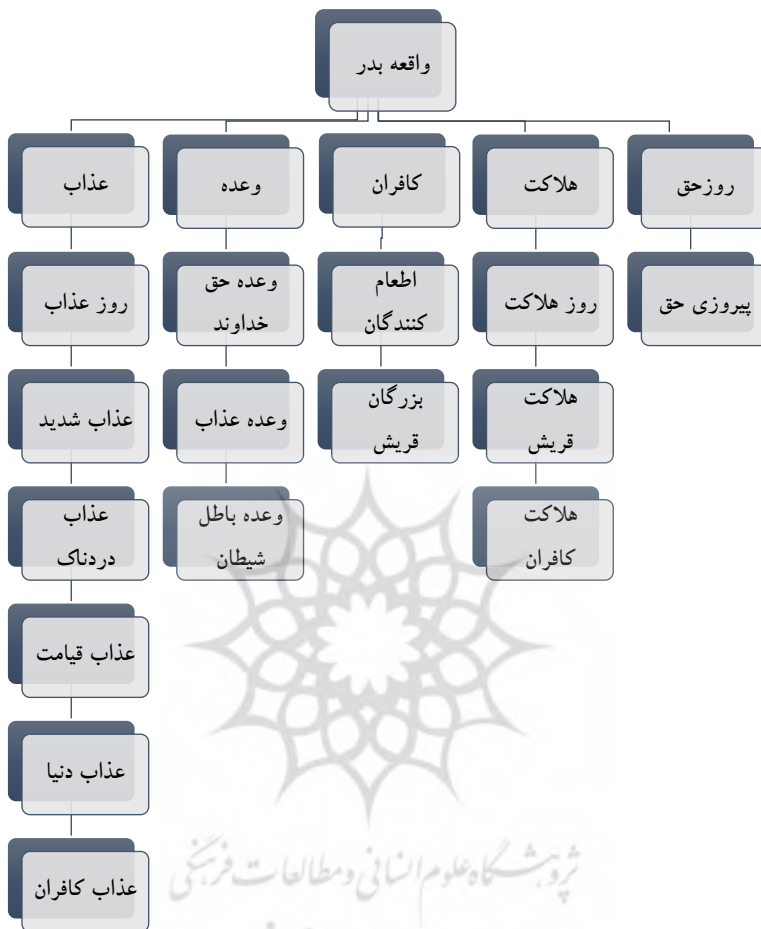 واقعه بدر
روزحق
هلاکت
کافران
وعده
عذاب
پیروزی حق
روز هلاکت
اطعام
کنندگان
وعده حق
خداوند
روز عذاب
هلاکت
قریش
بزرگان
قریش
وعده عذاب
عذاب شدید
هلاکت
کافران
وعده باطل
شیطان
عذاب
دردناک
عذاب قیامت
عذاب دنیا
عذاب کافران
پژوهشگاه علوم انسانی و مطالعات فرهنگی